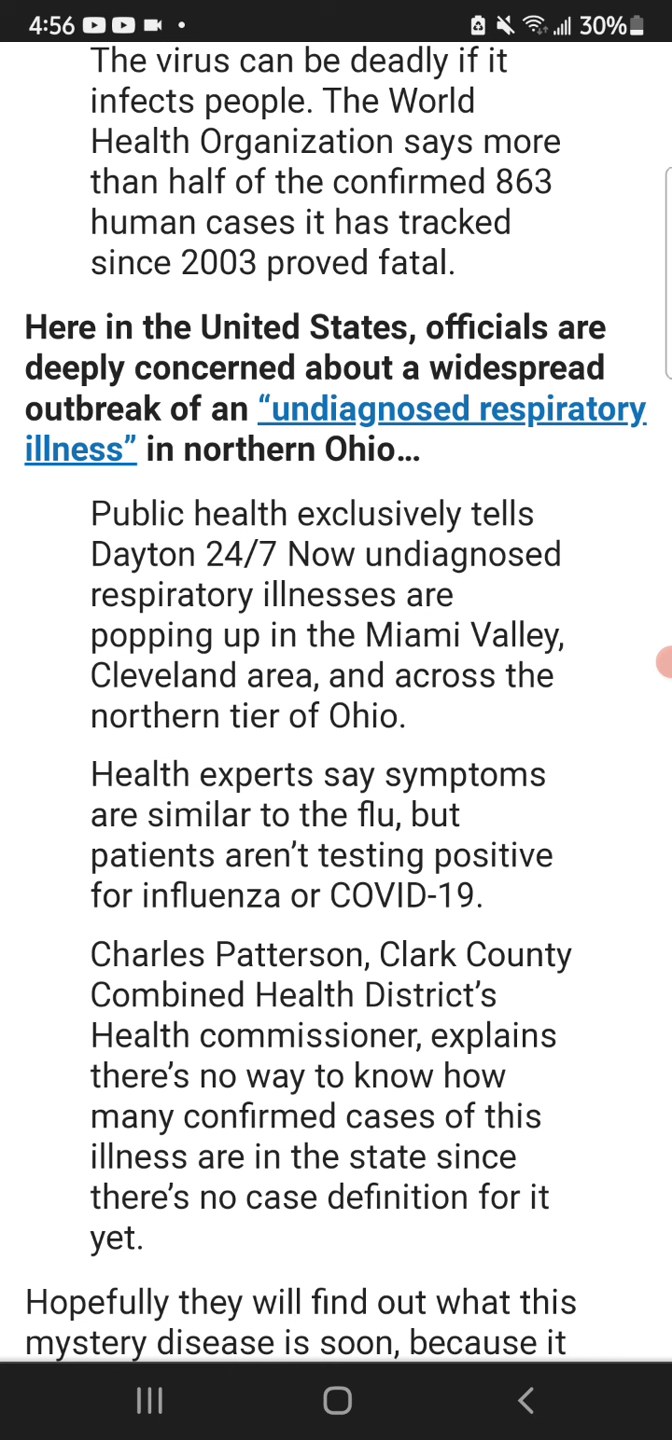 4:56
30%
The virus can be deadly if it
infects people. The World
Health Organization says more
than half of the confirmed 863
human cases it has tracked
since 2003 proved fatal.
Here in the United States, officials are
deeply concerned about a widespread
outbreak of an “undiagnosed respiratory
illness” in northern Ohio…
Public health exclusively tells
Dayton 24/7 Now undiagnosed
respiratory illnesses are
popping up in the Miami Valley,
Cleveland area, and across the
northern tier of Ohio.
Health experts say symptoms
are similar to the flu, but
patients aren’t testing positive
for influenza or COVID-19.
Charles Patterson, Clark County
Combined Health District’s
Health commissioner, explains
there’s no way to know how
many confirmed cases of this
illness are in the state since
there’s no case definition for it
yet.
Hopefully they will find out what this
mystery disease is soon, because it